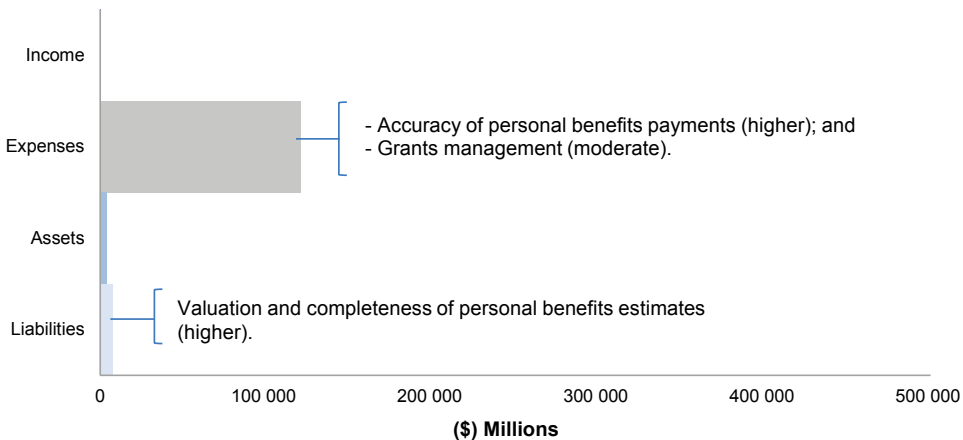 Income
Expenses
- Accuracy of personal benefits payments (higher); and
- Grants management (moderate).
Assets
Liabilities
Valuation and completeness of personal benefits estimates
(higher).
0
100 000
200 000
300 000
400 000
500 000
($) Millions